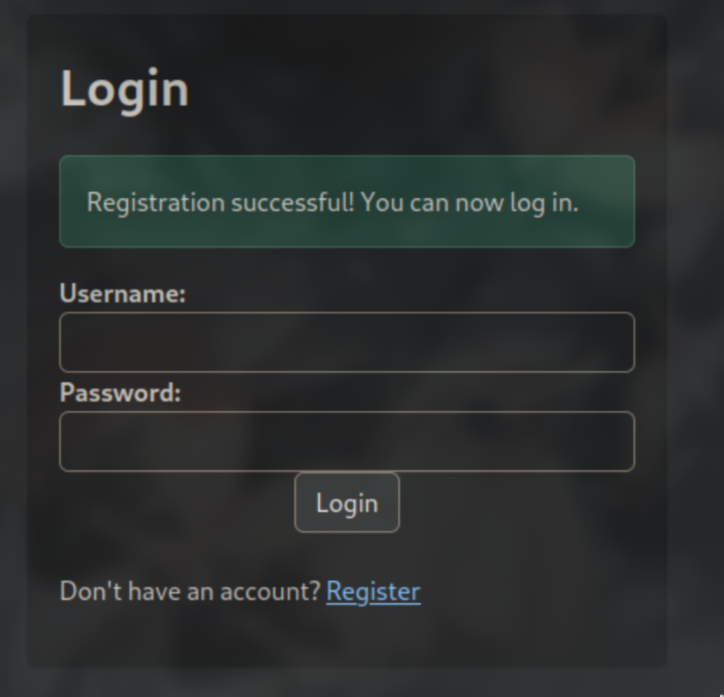 Login
Registration successful! You can now log in.
Username:
Password:
Login
Don't have an account? Register